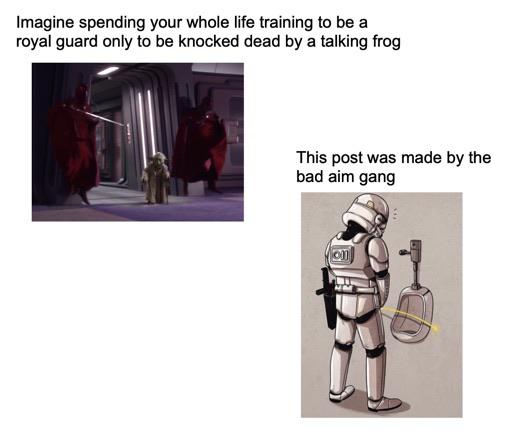 Imagine spending your whole life training to be a
royal guard only to be knocked dead by a talking frog
This post was made by the
bad aim gang